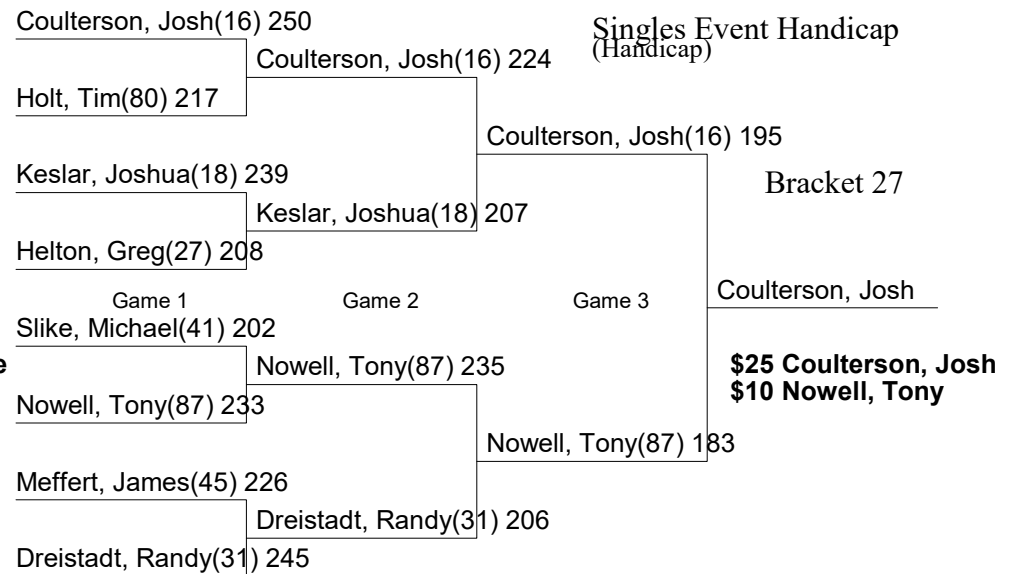 Coulterson, Josh(16) 250
Singles Event Handicap
(Handicap)
Coulterson, Josh(16) 224
Holt, Tim(80) 217
Coulterson, Josh(16) 195
Keslar, Joshua(18) 239
Bracket 27
Keslar, Joshua(18) 207
Helton, Greg(27) 208
Game 1
Game 2
Game 3
Coulterson, Josh
Slike, Michael(41) 202
Nowell, Tony(87) 235
$25 Coulterson, Josh
$10 Nowell, Tony
Nowell, Tony(87) 233
Nowell, Tony(87) 183
Meffert, James(45) 226
Dreistadt, Randy(31) 206
Dreistadt, Randy(31) 245